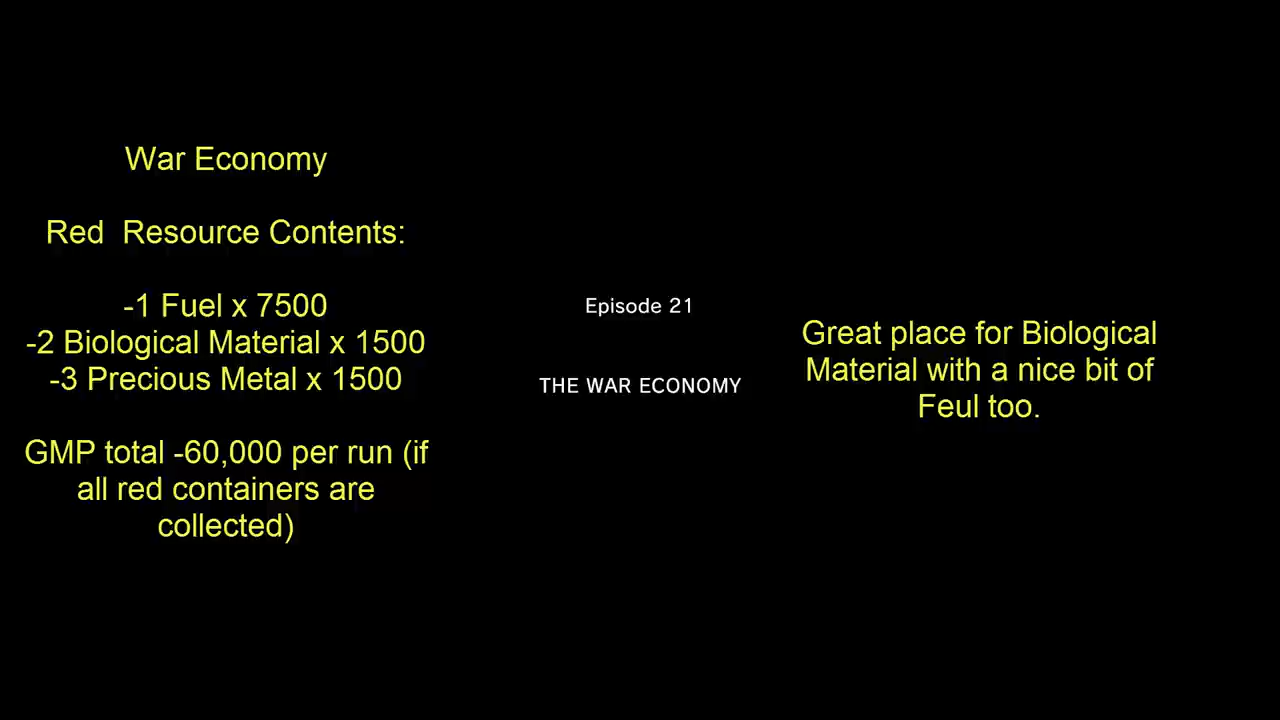 War Economy
Red  Resource Contents:
-1 Fuel x 7500
-2 Biological Material x 1500
-3 Precious Metal x 1500
GMP total -60,000 per run (if
all red containers are
collected)
Episode 21
THE WAR ECONOMY
Great place for Biological
Material with a nice bit of
Feul too.